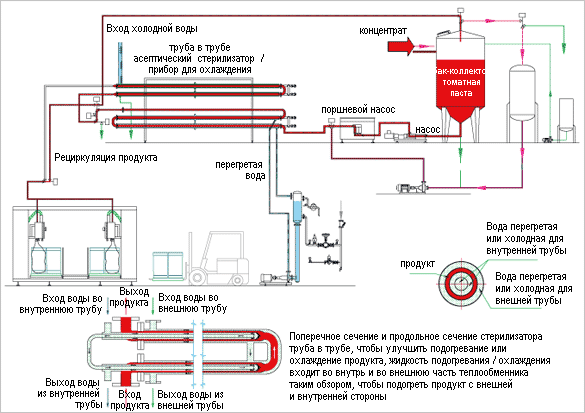 Вход холодной воды
концентрат
труба в трубе
асептический стерилизатор /
прибор для охлаждения
бак-коллектор
томатная
паста
поршневой насос
насос
Рециркуляция продукта
перегретая
вода
Вода перегретая
или холодная для
внутренней трубы
продукт
Вода перегретая
или холодная для
внешней трубы
Вход воды во
внутреннюю трубу
Выход
продукта
Вход воды во
внешнюю трубу
Поперечное сечение и продольное сечение стерилизатора
труба в трубе, чтобы улучшить подогревание или
охлаждение продукта, жидкость подогревания / охлаждения
входит во внутрь и во внешнюю часть теплообменника
таким обзором, чтобы подогреть продукт с внешней
и внутренней стороны
Выход воды из
внутренней
трубы
Вход
продукта
Выход воды из
внешней трубы